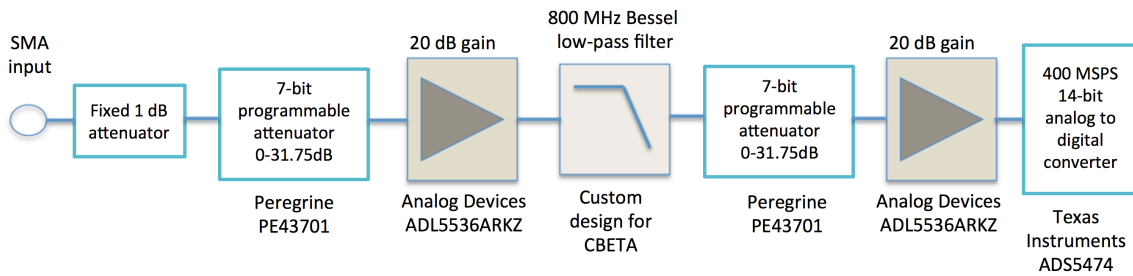 SMA
input
Fixed 1 dB
attenuator
7-bit
programmable
attenuator
0-31.75dB
Peregrine
PE43701
20 dB gain
Analog Devices
ADL5536ARKZ
800 MHz Bessel
low-pass filter
Custom
design for
CBETA
7-bit
programmable
attenuator
0-31.75dB
Peregrine
PE43701
20 dB gain
Analog Devices
ADL5536ARKZ
400 MSPS
14-bit
analog to
digital
converter
Texas
Instruments
ADS5474